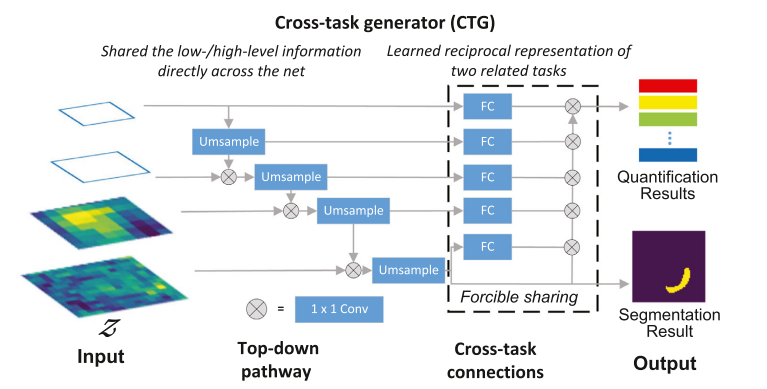 Cross-task generator (CTG)
Shared the low-/high-level information
directly across the net
Learned reciprocal representation of
two related tasks
FC
Umsample
FC
Umsample
FC
Umsample
FC
FC
Umsample
Quantification
Results
Forcible sharing
= 1 x 1 Conv
Segmentation
Result
z
Input
Top-down
pathway
Cross-task
connections
Output